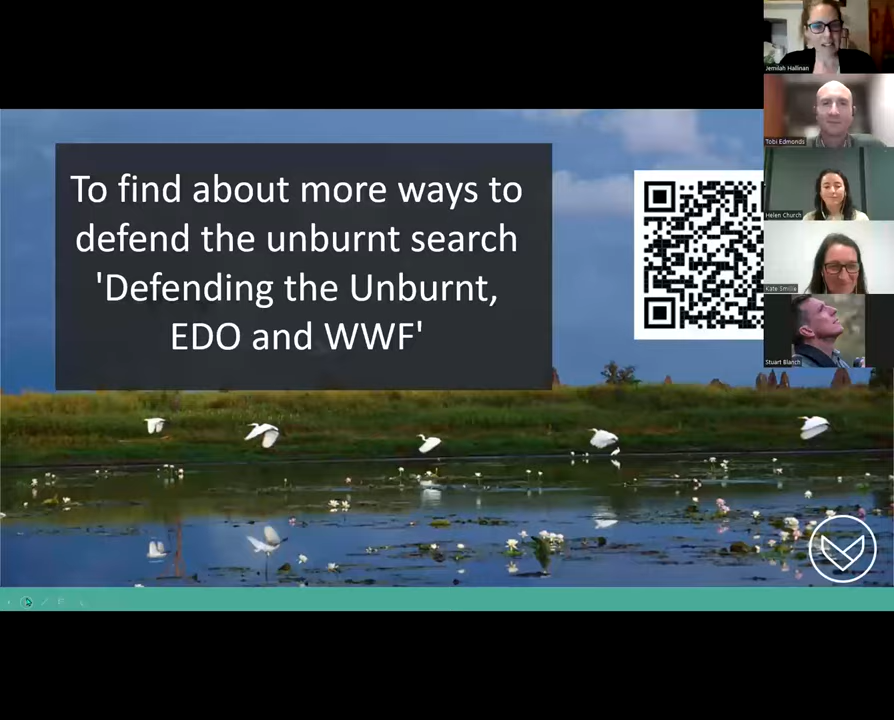 Jemilah Hallinan
To find about more ways to
defend the unburnt search
'Defending the Unburnt,
EDO and WWF'
Tobi Edmonds
Helen Church
Kate Smillie
Stuart Blanch